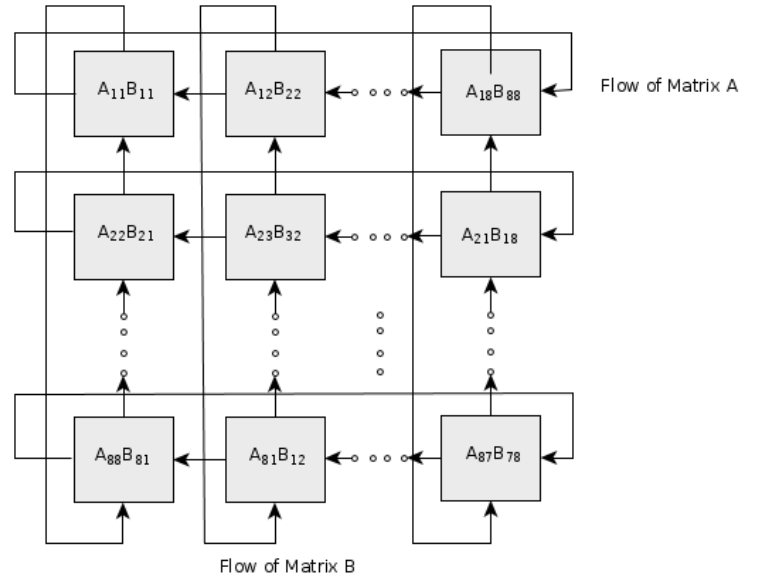 A₁₁B₁₁ A₁₂B₂₂ A₁₈B₈₈
Flow of Matrix A
A₂₂B₂₁ A₂₃B₃₂ A₂₁B₁₈
A₈₈B₈₁ A₈₁B₁₂ A₈₇B₇₈
Flow of Matrix B